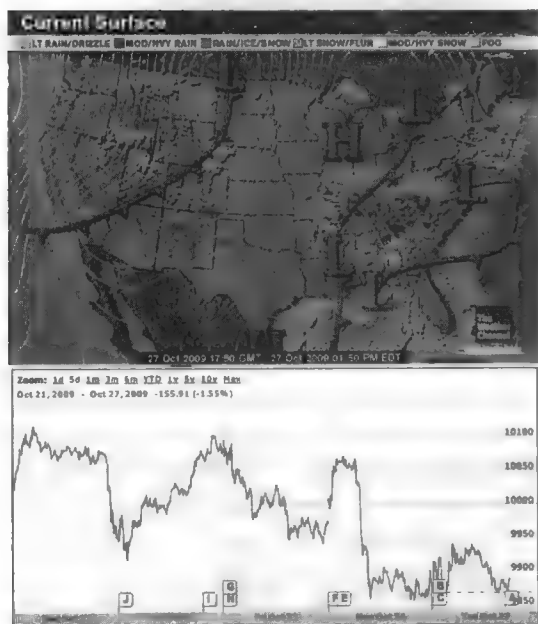 Current Surface
LT RAIN/DRIZZLE MOD/HVY RAIN RAIN/ICE/SNOW LT SNOW/FLUR MOD/HVY SNOW FOG
L
L
H
L
L
L
27 Oct 2009 17:50 GMT 27 Oct 2009 01:50 PM EDT
Zoom: 1d 5d 1m 3m 6m YTD 1y 5y 10y Max
Oct 21, 2009 - Oct 27, 2009 -155.91 (-1.55%)
10100
10050
10000
9950
9900
9850
G
B
J
I
H
F E
C
A